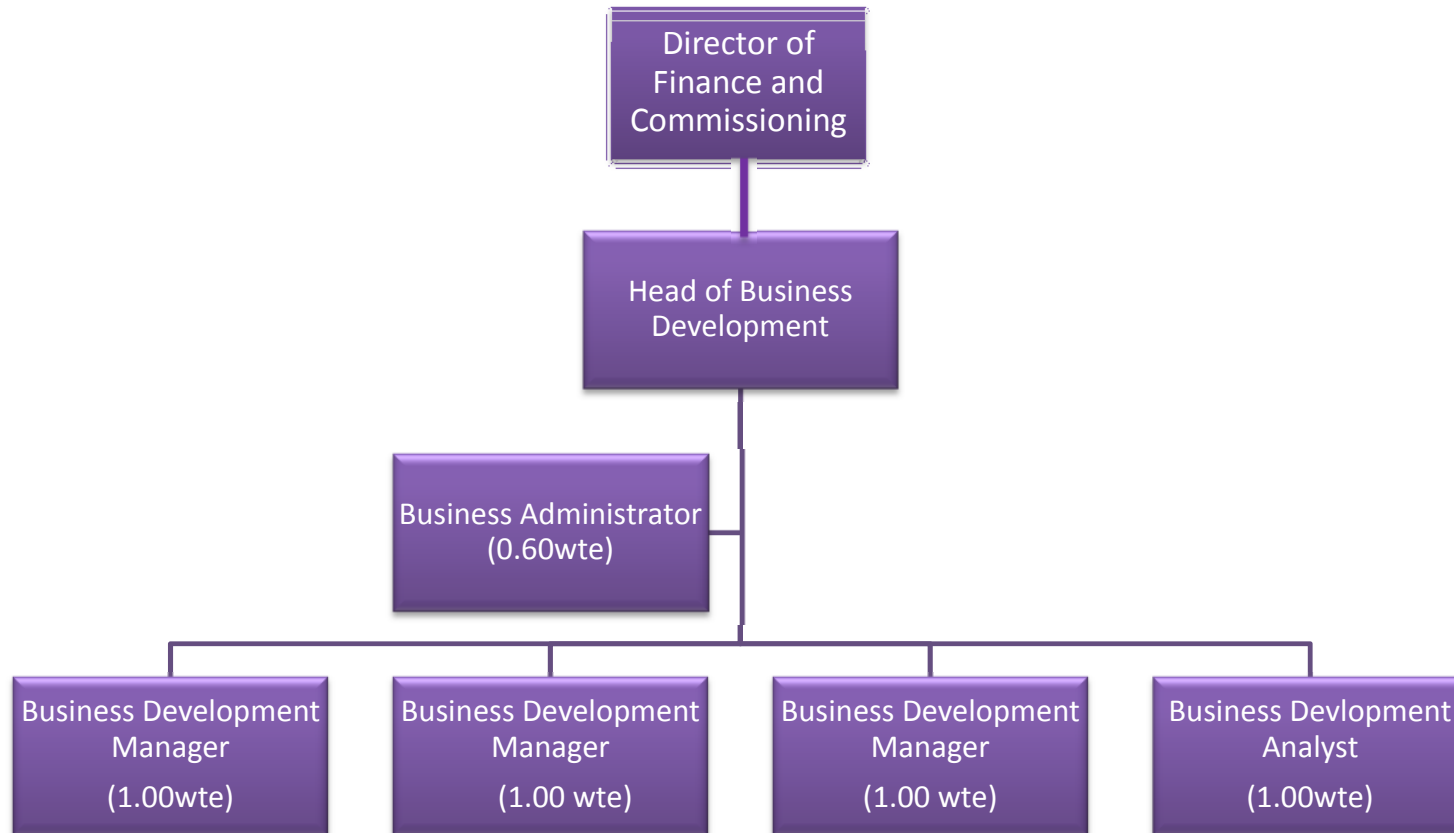 Director of
Finance and
Commissioning
Head of Business
Development
Business Administrator
(0.60wte)
Business Development
Manager
(1.00wte)
Business Development
Manager
(1.00 wte)
Business Development
Manager
(1.00 wte)
Business Devlopment
Analyst
(1.00wte)